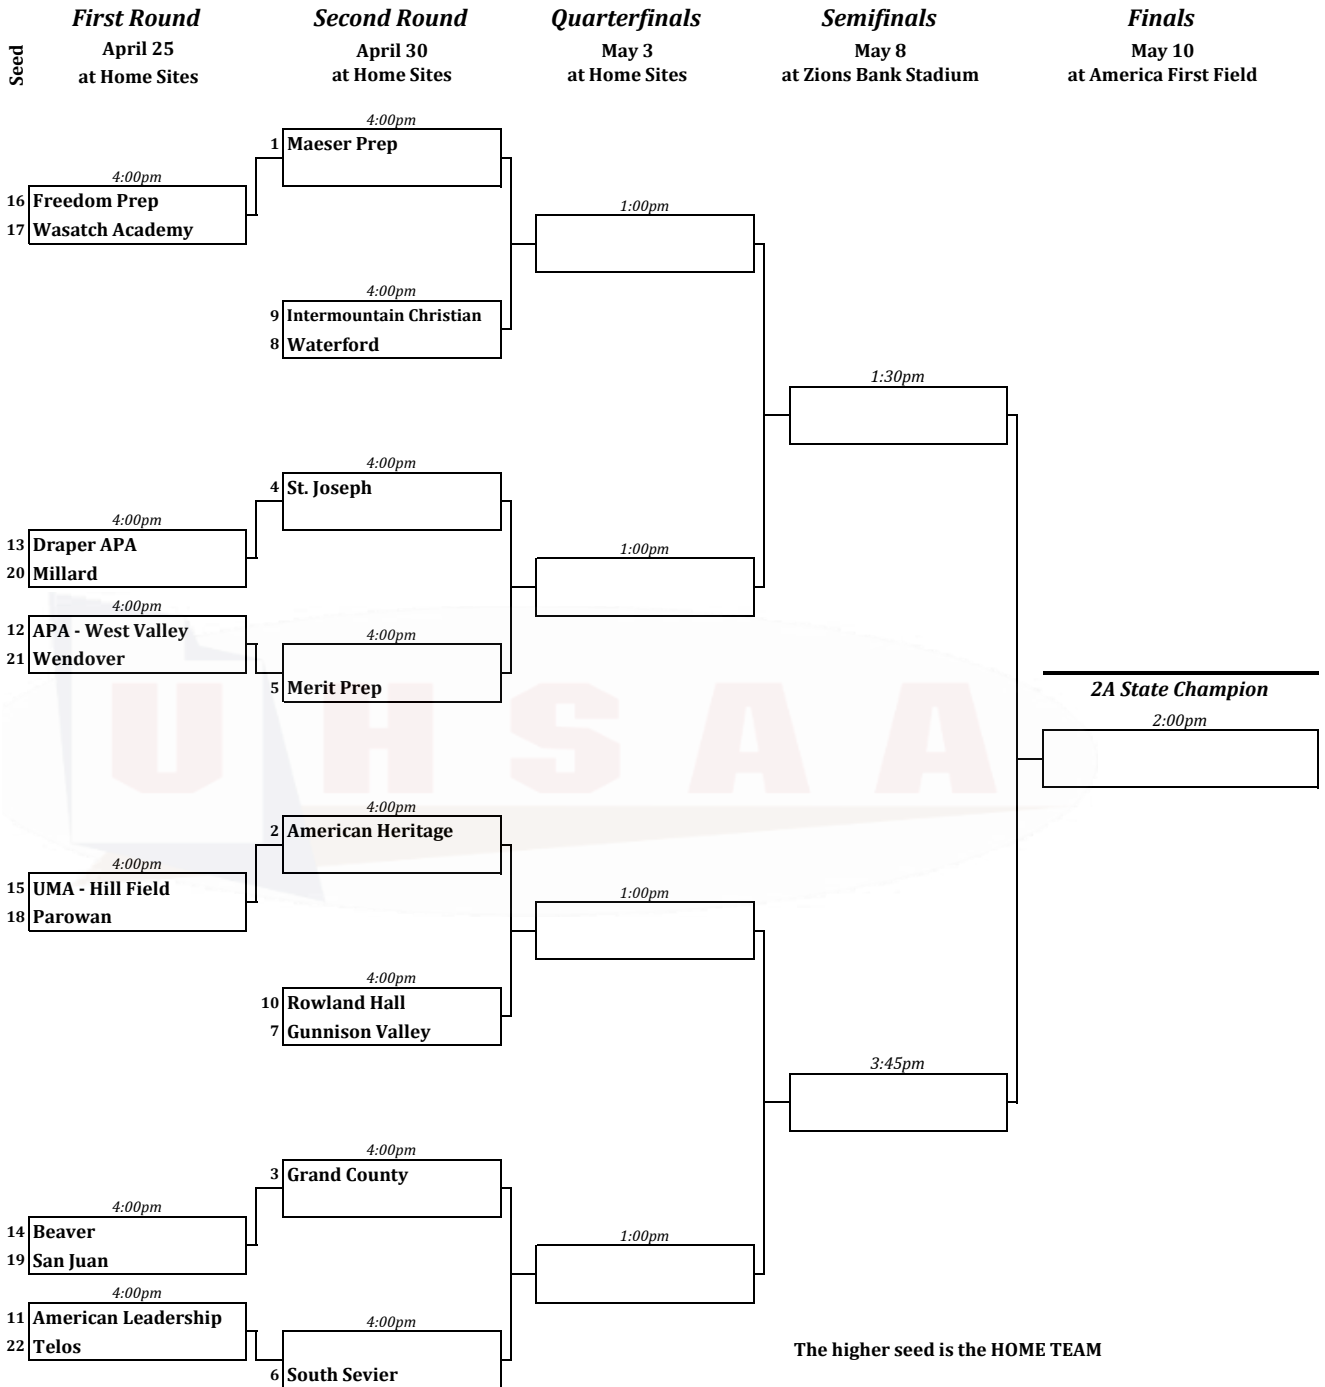 First Round
April 25
at Home Sites
Second Round
April 30
at Home Sites
Quarterfinals
May 3
at Home Sites
Semifinals
May 8
at Zions Bank Stadium
Finals
May 10
at America First Field
Seed
4:00pm
1 Maeser Prep
4:00pm
16 Freedom Prep
17 Wasatch Academy
1:00pm
4:00pm
9 Intermountain Christian
8 Waterford
1:30pm
4:00pm
4 St. Joseph
4:00pm
13 Draper APA
20 Millard
1:00pm
4:00pm
12 APA - West Valley
21 Wendover
4:00pm
5 Merit Prep
2A State Champion
2:00pm
UHSAA
4:00pm
2 American Heritage
4:00pm
15 UMA - Hill Field
18 Parowan
1:00pm
4:00pm
10 Rowland Hall
7 Gunnison Valley
3:45pm
4:00pm
3 Grand County
4:00pm
14 Beaver
19 San Juan
1:00pm
4:00pm
11 American Leadership
22 Telos
4:00pm
6 South Sevier
The higher seed is the HOME TEAM